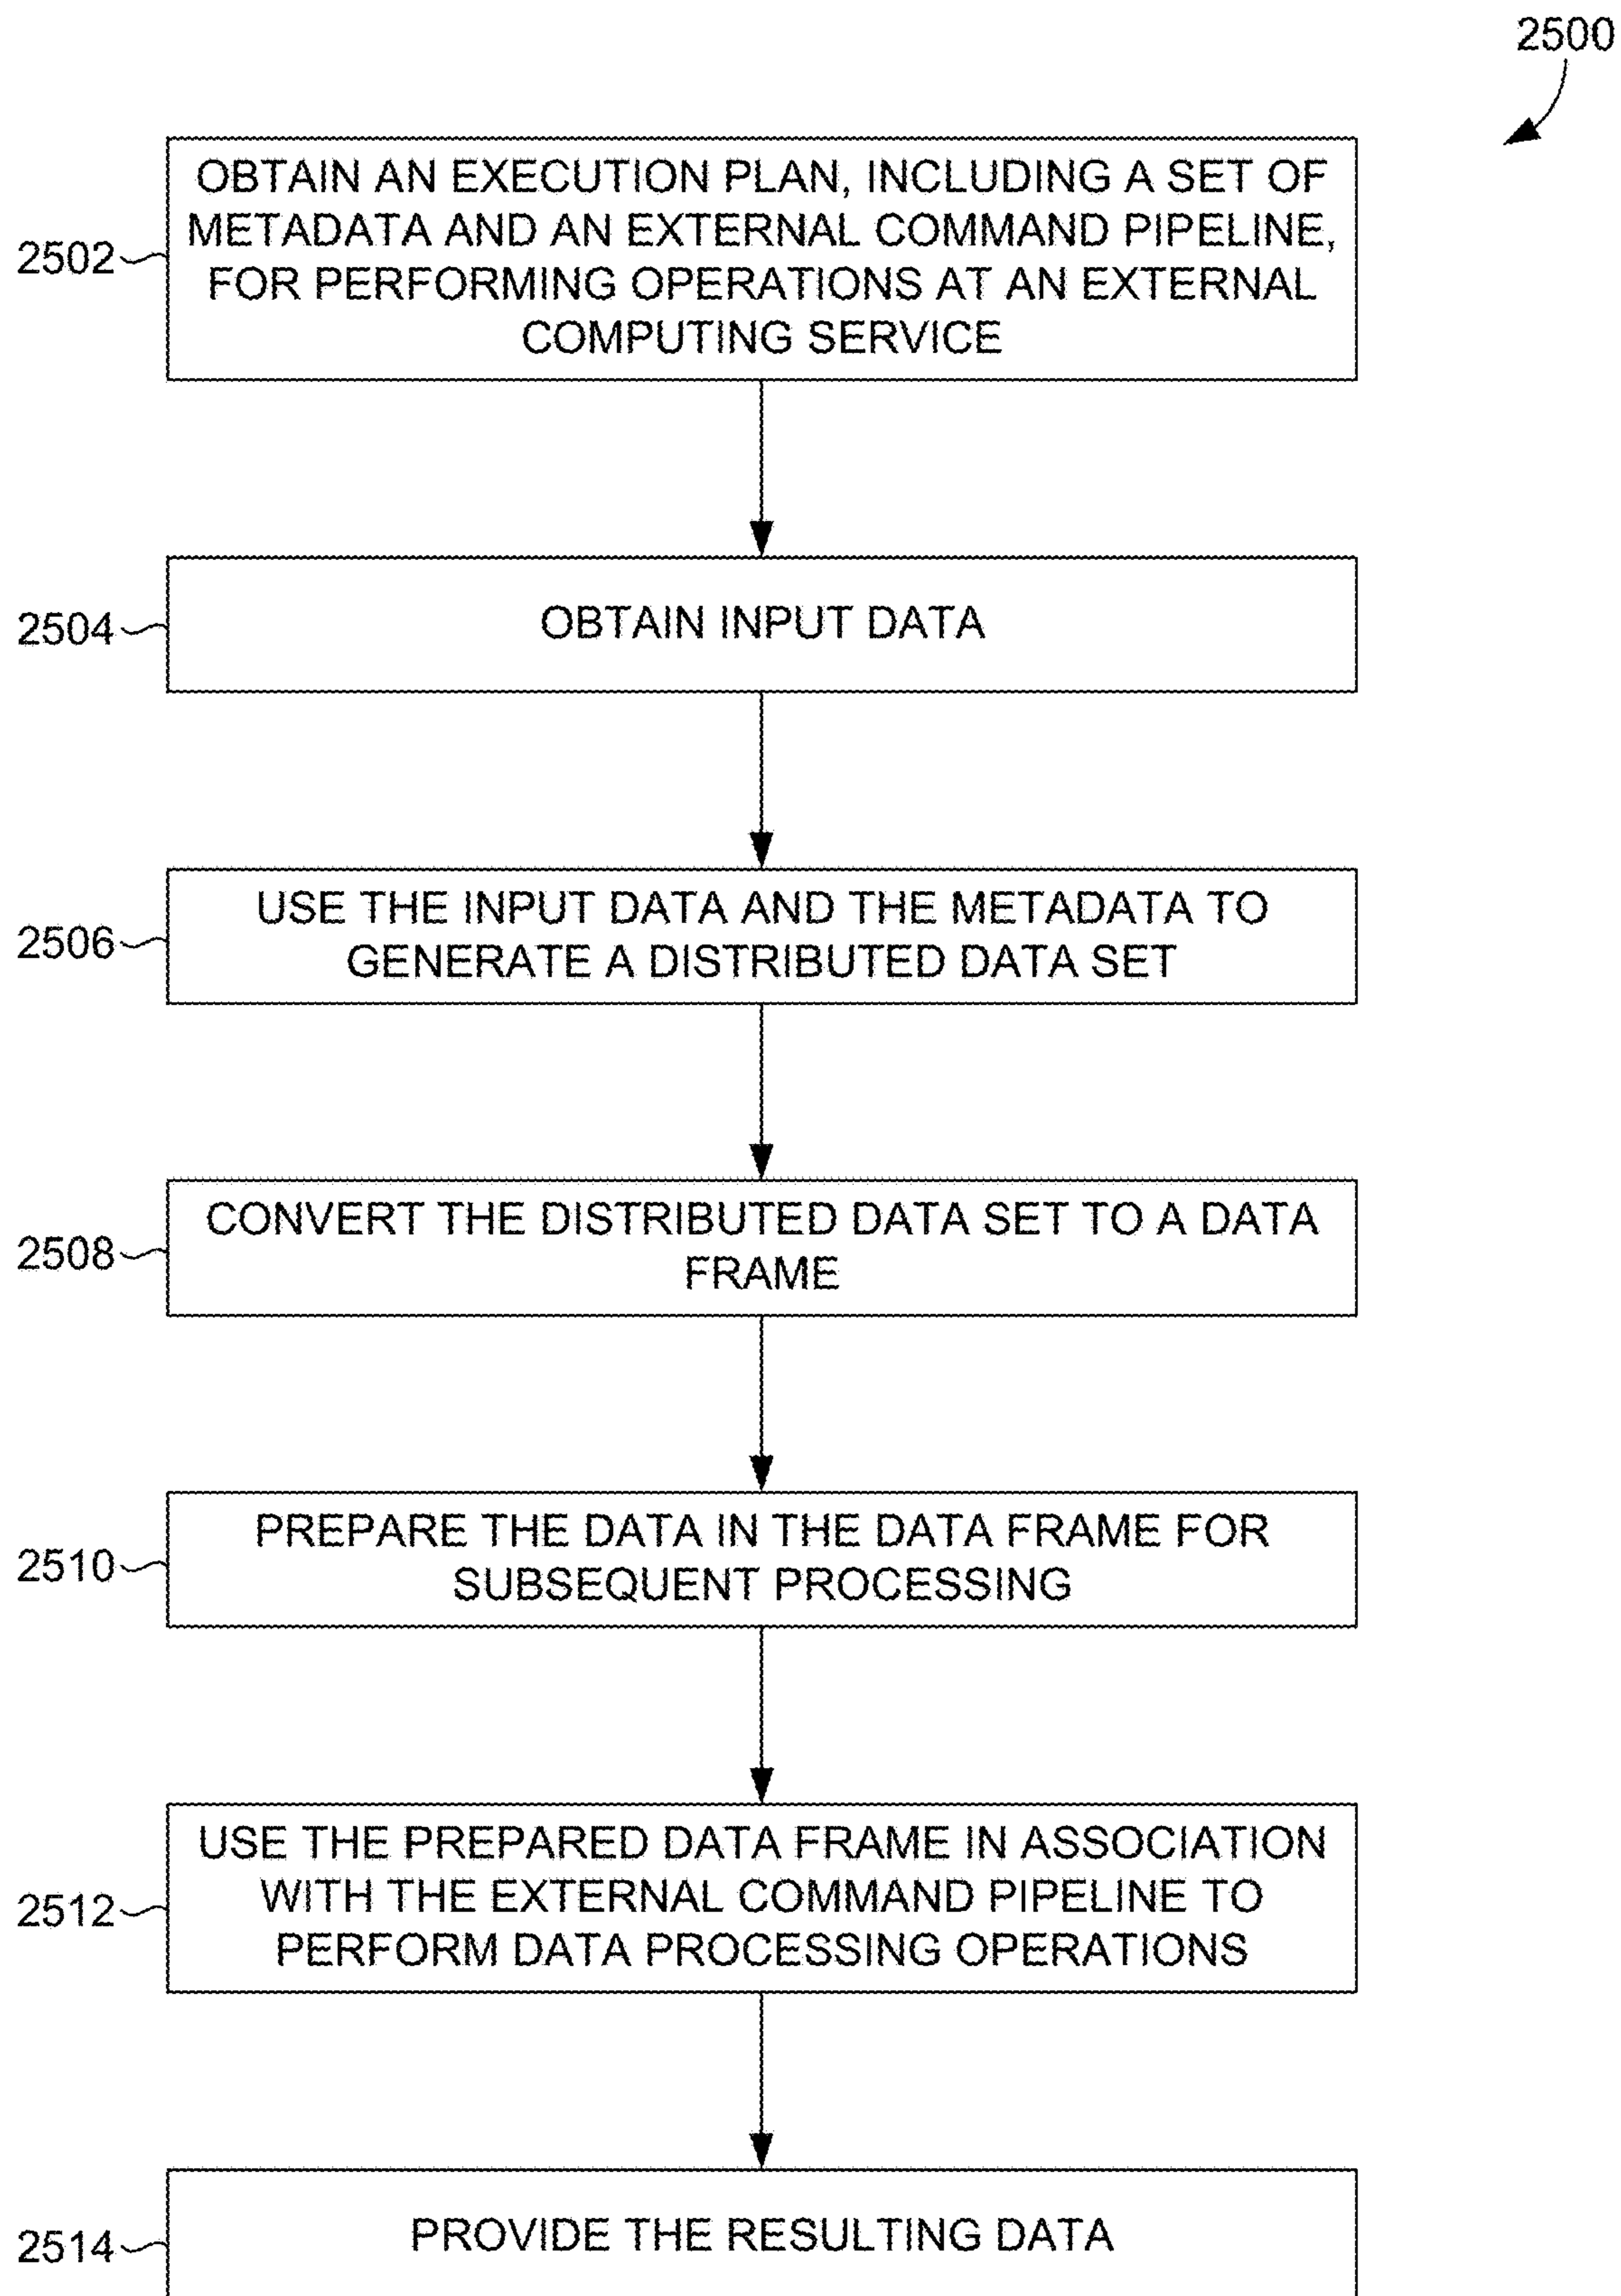 2500
OBTAIN AN EXECUTION PLAN, INCLUDING A SET OF
METADATA AND AN EXTERNAL COMMAND PIPELINE,
FOR PERFORMING OPERATIONS AT AN EXTERNAL
COMPUTING SERVICE
2502
OBTAIN INPUT DATA
2504
USE THE INPUT DATA AND THE METADATA TO
GENERATE A DISTRIBUTED DATA SET
2506
CONVERT THE DISTRIBUTED DATA SET TO A DATA
FRAME
2508
PREPARE THE DATA IN THE DATA FRAME FOR
SUBSEQUENT PROCESSING
2510
USE THE PREPARED DATA FRAME IN ASSOCIATION
WITH THE EXTERNAL COMMAND PIPELINE TO
PERFORM DATA PROCESSING OPERATIONS
2512
PROVIDE THE RESULTING DATA
2514